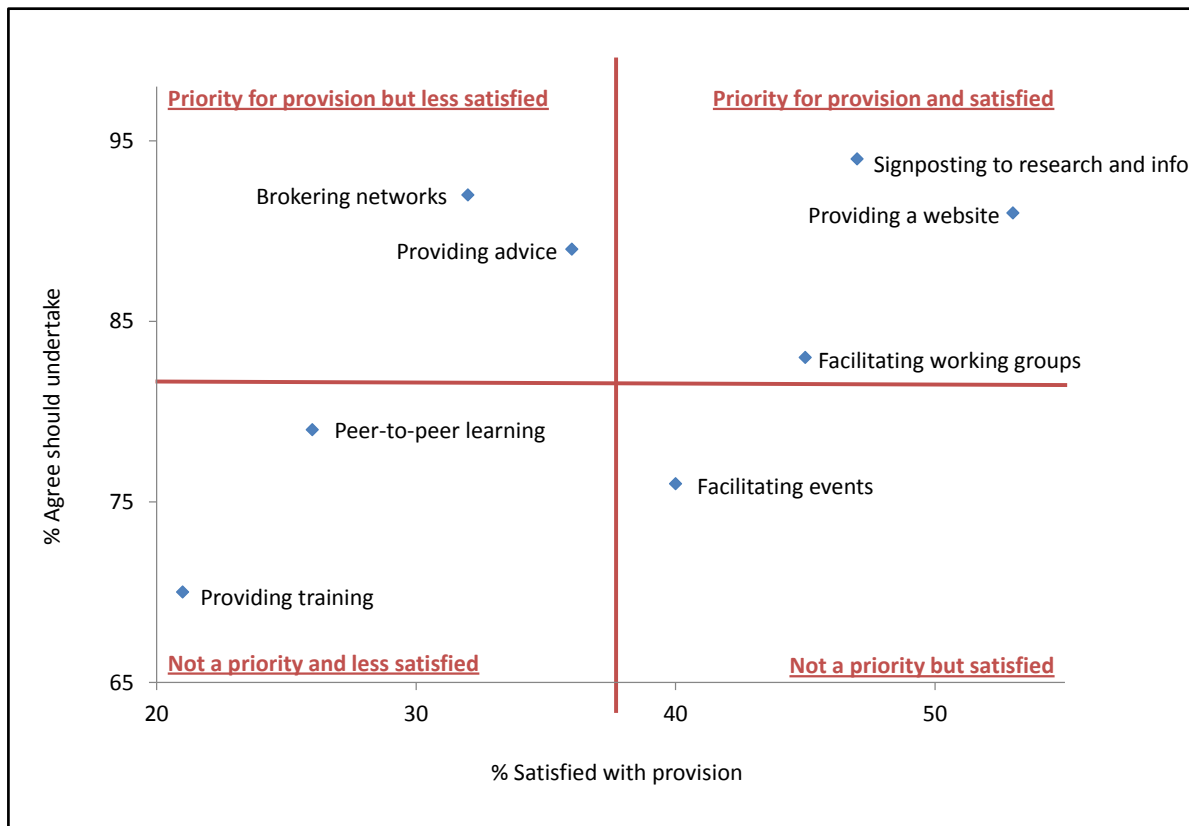 Priority for provision but less satisfied
Priority for provision and satisfied
95
Signposting to research and info
Brokering networks
Providing a website
Providing advice
85
Facilitating working groups
% Agree should undertake
Peer-to-peer learning
Facilitating events
75
Providing training
Not a priority and less satisfied
Not a priority but satisfied
65
20
30
40
50
% Satisfied with provision